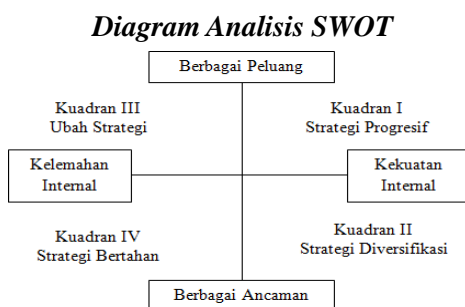 Diagram Analisis SWOT
Berbagai Peluang
Kuadran III
Ubah Strategi
Kuadran I
Strategi Progresif
Kelemahan
Internal
Kekuatan
Internal
Kuadran IV
Strategi Bertahan
Kuadran II
Strategi Diversifikasi
Berbagai Ancaman